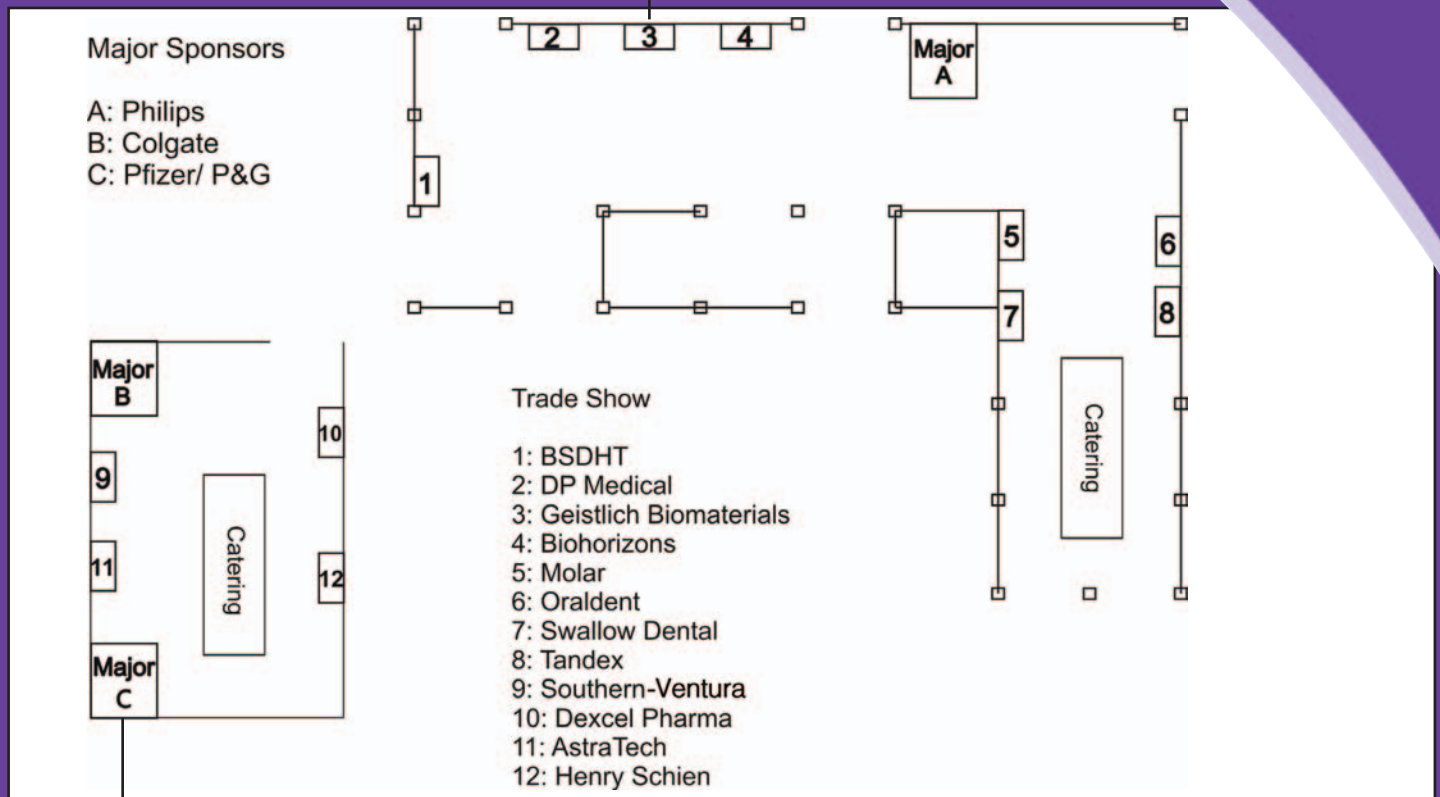 Major Sponsors
A: Philips
B: Colgate
C: Pfizer/ P&G
2
3
4
Major
A
1
5
6
7
8
Catering
Major
B
10
9
Catering
11
12
Major
C
Trade Show
1: BSDHT
2: DP Medical
3: Geistlich Biomaterials
4: Biohorizons
5: Molar
6: Oraldent
7: Swallow Dental
8: Tandex
9: Southern-Ventura
10: Dexcel Pharma
11: AstraTech
12: Henry Schien